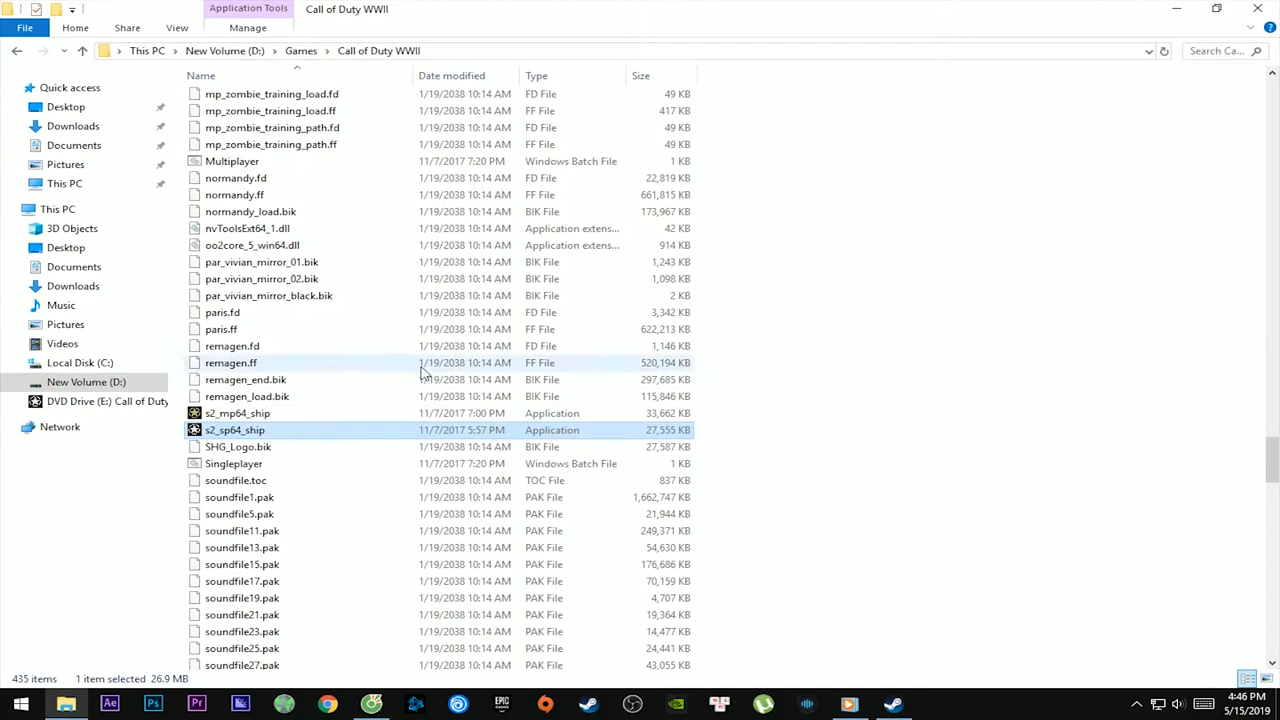 Application Tools
Call of Duty WWII
File
Home
Share
View
Manage
This PC
New Volume (D:)
Games
Call of Duty WWII
Search Ca...
Name
Date modified
Type
Size
mp_zombie_training_load.fd 1/19/2038 10:14 AM FD File 49 KB
mp_zombie_training_load.ff 1/19/2038 10:14 AM FF File 417 KB
mp_zombie_training_path.fd 1/19/2038 10:14 AM FD File 49 KB
mp_zombie_training_path.ff 1/19/2038 10:14 AM FF File 49 KB
Multiplayer 11/7/2017 7:20 PM Windows Batch File 1 KB
normandy.fd 1/19/2038 10:14 AM FD File 22,819 KB
normandy.ff 1/19/2038 10:14 AM FF File 661,815 KB
normandy_load.bik 1/19/2038 10:14 AM BIK File 173,967 KB
nvToolsExt64_1.dll 1/19/2038 10:14 AM Application extens... 42 KB
oo2core_5_win64.dll 1/19/2038 10:14 AM Application extens... 914 KB
par_vivian_mirror_01.bik 1/19/2038 10:14 AM BIK File 1,243 KB
par_vivian_mirror_02.bik 1/19/2038 10:14 AM BIK File 1,098 KB
par_vivian_mirror_black.bik 1/19/2038 10:14 AM BIK File 2 KB
paris.fd 1/19/2038 10:14 AM FD File 3,342 KB
paris.ff 1/19/2038 10:14 AM FF File 622,213 KB
remagen.fd 1/19/2038 10:14 AM FD File 1,146 KB
remagen.ff 1/19/2038 10:14 AM FF File 520,194 KB
remagen_end.bik 1/19/2038 10:14 AM BIK File 297,685 KB
remagen_load.bik 1/19/2038 10:14 AM BIK File 115,846 KB
s2_mp64_ship 11/7/2017 7:00 PM Application 33,662 KB
s2_sp64_ship 11/7/2017 5:57 PM Application 27,555 KB
SHG_Logo.bik 1/19/2038 10:14 AM BIK File 27,587 KB
Singleplayer 11/7/2017 7:20 PM Windows Batch File 1 KB
soundfile.toc 1/19/2038 10:14 AM TOC File 837 KB
soundfile1.pak 1/19/2038 10:14 AM PAK File 1,662,747 KB
soundfile5.pak 1/19/2038 10:14 AM PAK File 21,944 KB
soundfile11.pak 1/19/2038 10:14 AM PAK File 249,371 KB
soundfile13.pak 1/19/2038 10:14 AM PAK File 54,630 KB
soundfile15.pak 1/19/2038 10:14 AM PAK File 176,686 KB
soundfile17.pak 1/19/2038 10:14 AM PAK File 70,159 KB
soundfile19.pak 1/19/2038 10:14 AM PAK File 4,707 KB
soundfile21.pak 1/19/2038 10:14 AM PAK File 19,364 KB
soundfile23.pak 1/19/2038 10:14 AM PAK File 14,477 KB
soundfile25.pak 1/19/2038 10:14 AM PAK File 24,441 KB
soundfile27.pak 1/19/2038 10:14 AM PAK File 43,055 KB
Quick access
Desktop
Downloads
Documents
Pictures
This PC
This PC
3D Objects
Desktop
Documents
Downloads
Music
Pictures
Videos
Local Disk (C:)
New Volume (D:)
DVD Drive (E:) Call of Duty
Network
435 items
1 item selected 26.9 MB
Ae
Ps
Pr
EPIC GAMES
4:46 PM
5/15/2019